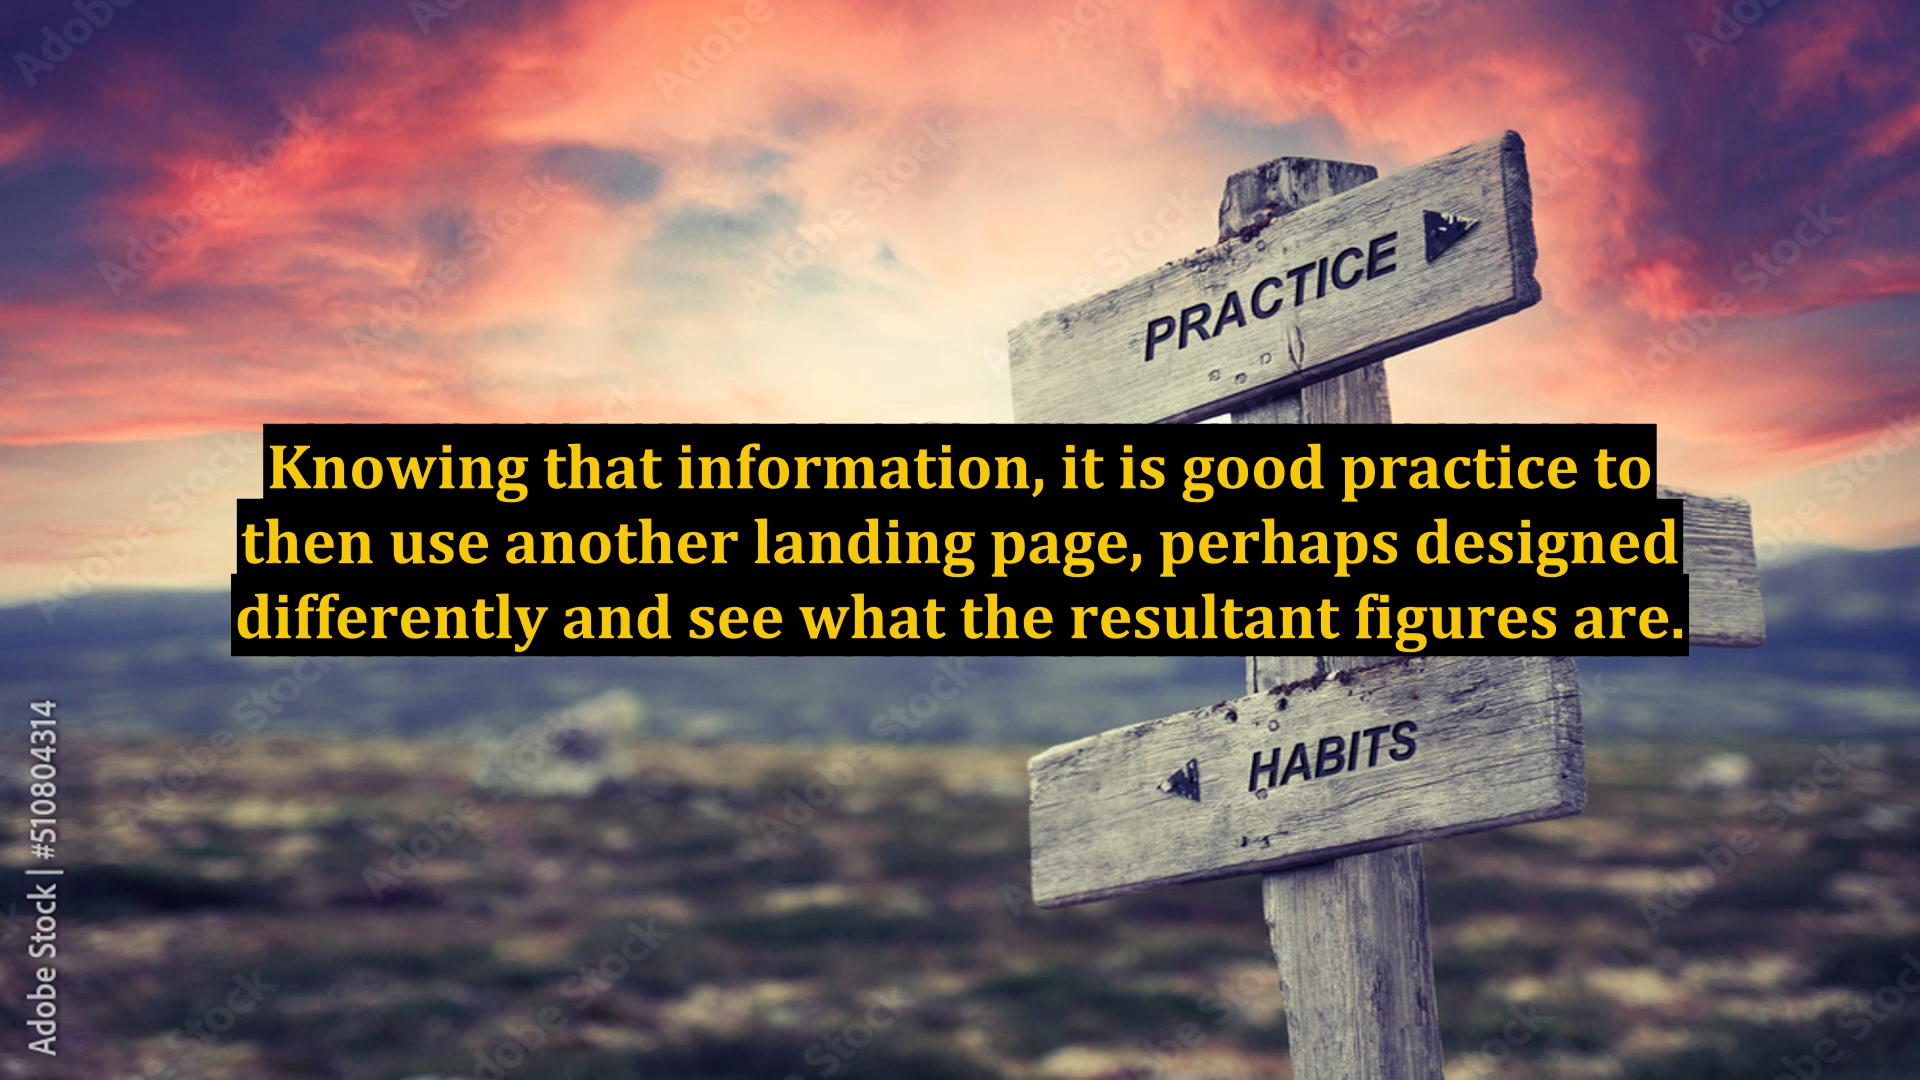 PRACTICE
Knowing that information, it is good practice to
then use another landing page, perhaps designed
differently and see what the resultant figures are.
HABITS
Adobe Stock | #510804314